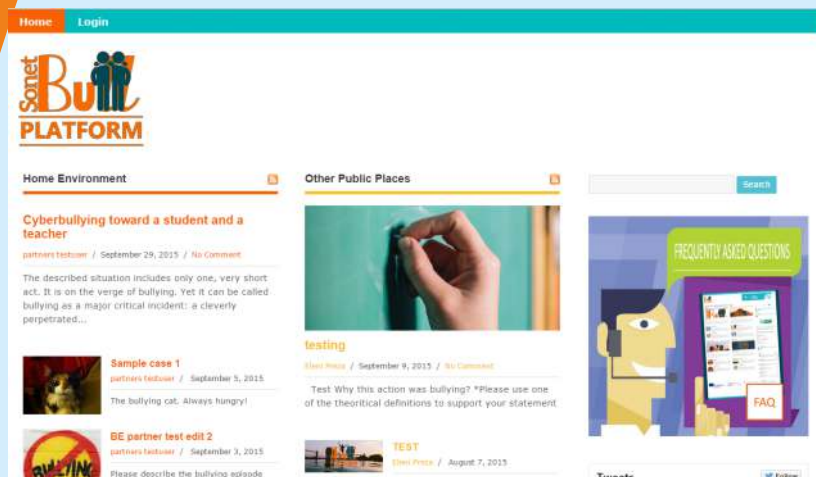 Home Login
Sonet
Bull
PLATFORM
Home Environment
Cyberbullying toward a student and a
teacher
partners testuser / September 29, 2015 / No Comment
The described situation includes only one, very short
act. It is on the verge of bullying. Yet it can be called
bullying as a major critical incident: a cleverly
perpetrated...
Sample case 1
partners testuser / September 5, 2015
The bullying cat. Always hungry!
BULLYING
BE partner test edit 2
partners testuser / September 3, 2015
Please describe the bullying episode
Other Public Places
testing
/ September 9, 2015 / No Comment
Test Why this action was bullying? *Please use one
of the theoritical definitions to support your statement
TEST
/ August 7, 2015
Search
FREQUENTLY ASKED QUESTIONS
FAQ
Tweets
Follow